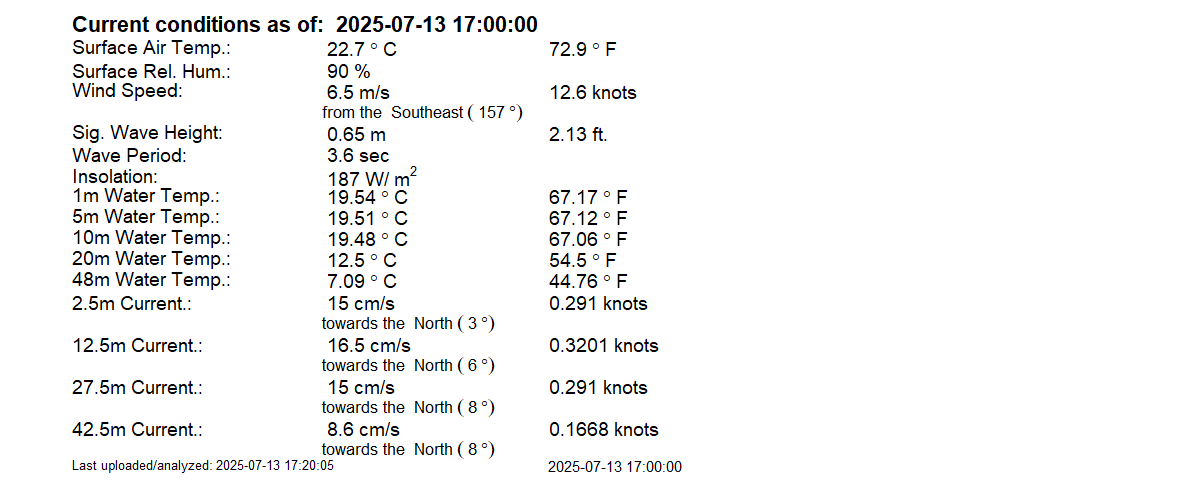 Current conditions as of: 2025-07-13 17:00:00
Surface Air Temp.: 22.7 ° C 72.9 ° F
Surface Rel. Hum.: 90 %
Wind Speed: 6.5 m/s 12.6 knots
from the Southeast ( 157 °)
Sig. Wave Height: 0.65 m 2.13 ft.
Wave Period: 3.6 sec
Insolation: 187 W/ m²
1m Water Temp.: 19.54 ° C 67.17 ° F
5m Water Temp.: 19.51 ° C 67.12 ° F
10m Water Temp.: 19.48 ° C 67.06 ° F
20m Water Temp.: 12.5 ° C 54.5 ° F
48m Water Temp.: 7.09 ° C 44.76 ° F
2.5m Current.: 15 cm/s 0.291 knots
towards the North ( 3 °)
12.5m Current.: 16.5 cm/s 0.3201 knots
towards the North ( 6 °)
27.5m Current.: 15 cm/s 0.291 knots
towards the North ( 8 °)
42.5m Current.: 8.6 cm/s 0.1668 knots
towards the North ( 8 °)
Last uploaded/analyzed: 2025-07-13 17:20:05 2025-07-13 17:00:00